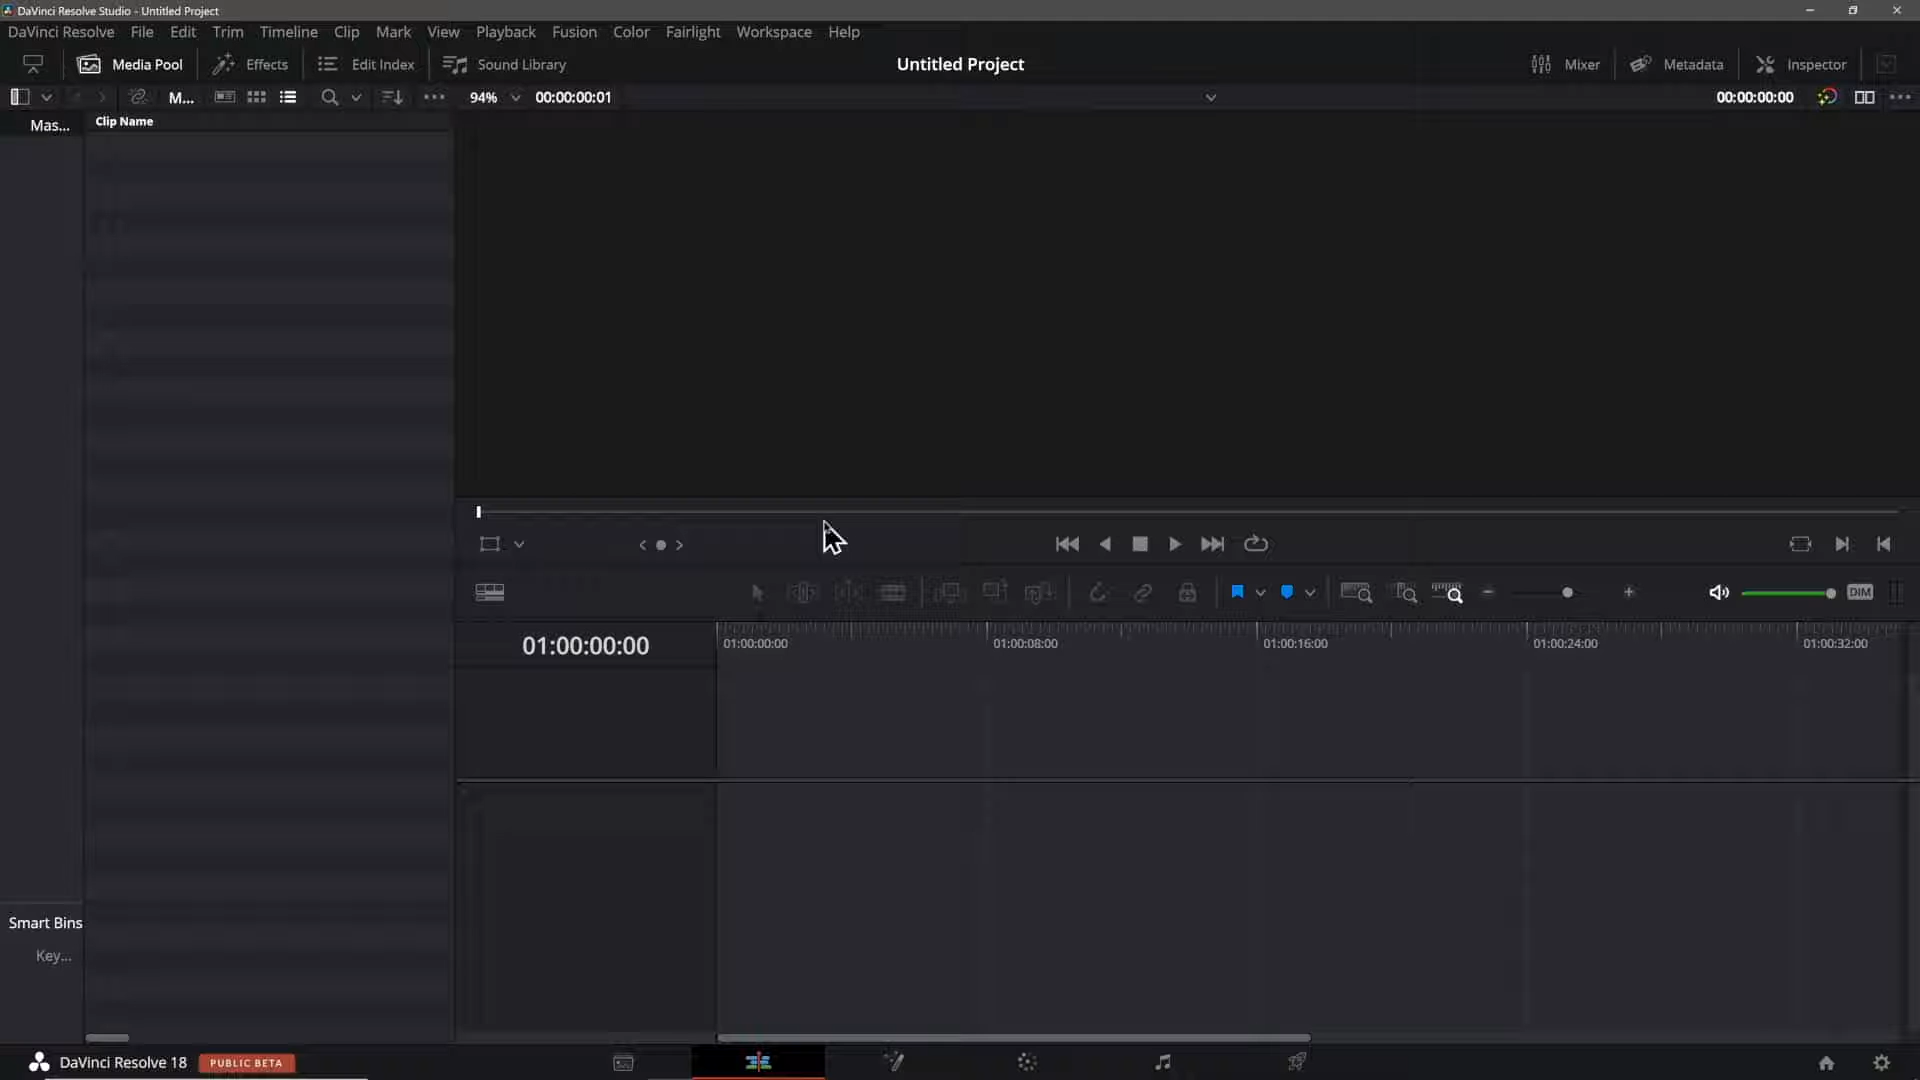 DaVinci Resolve Studio - Untitled Project
DaVinci Resolve File Edit Trim Timeline Clip Mark View Playback Fusion Color Fairlight Workspace Help
Media Pool Effects Edit Index Sound Library Untitled Project Mixer Metadata Inspector
M... 94% 00:00:00:01 00:00:00:00
Mas... Clip Name
DIM
01:00:00:00 01:00:00:00 01:00:08:00 01:00:16:00 01:00:24:00 01:00:32:00
Smart Bins
Key...
DaVinci Resolve 18 PUBLIC BETA